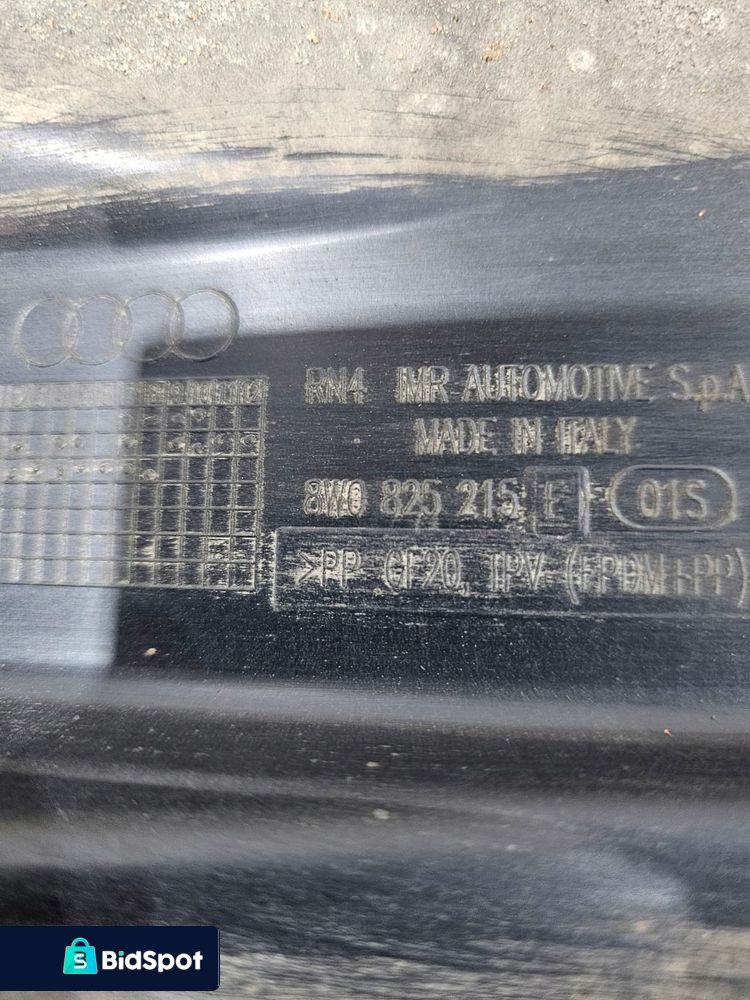 RN4 IMR AUTOMOTIVE S.p.A
MADE IN ITALY
8W0 825 215 E 01S
>PP GF20, TPV (EPDM+PP)
BidSpot